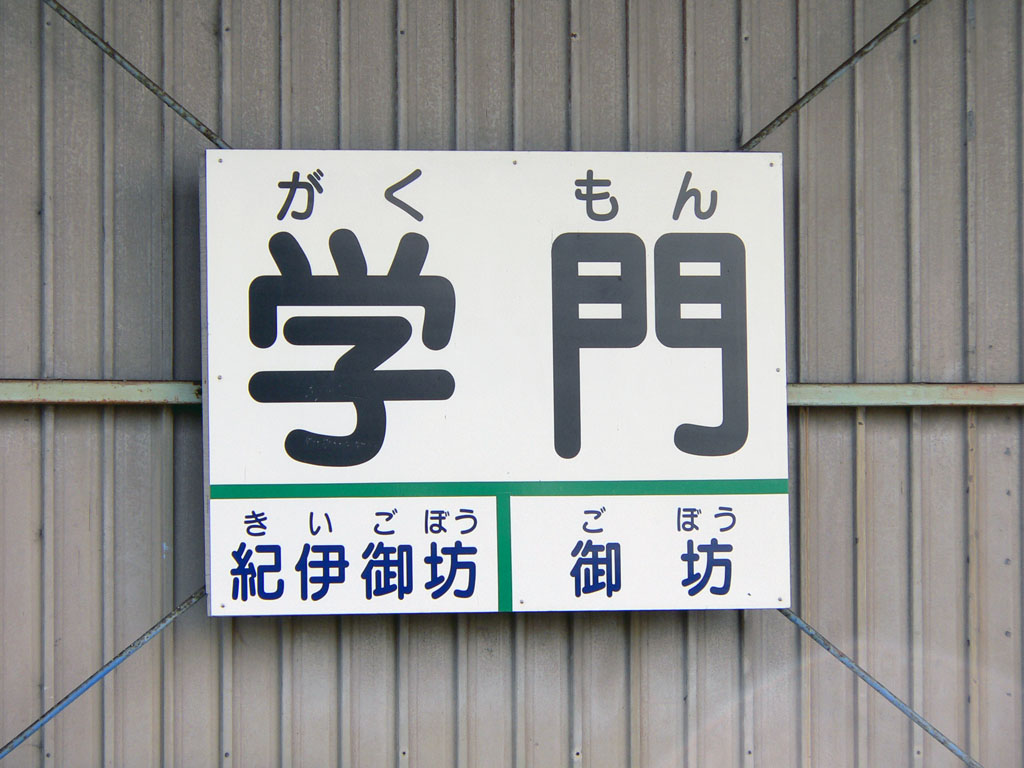 がく もん
学 門
きいごぼう ごぼう
紀伊御坊 御坊